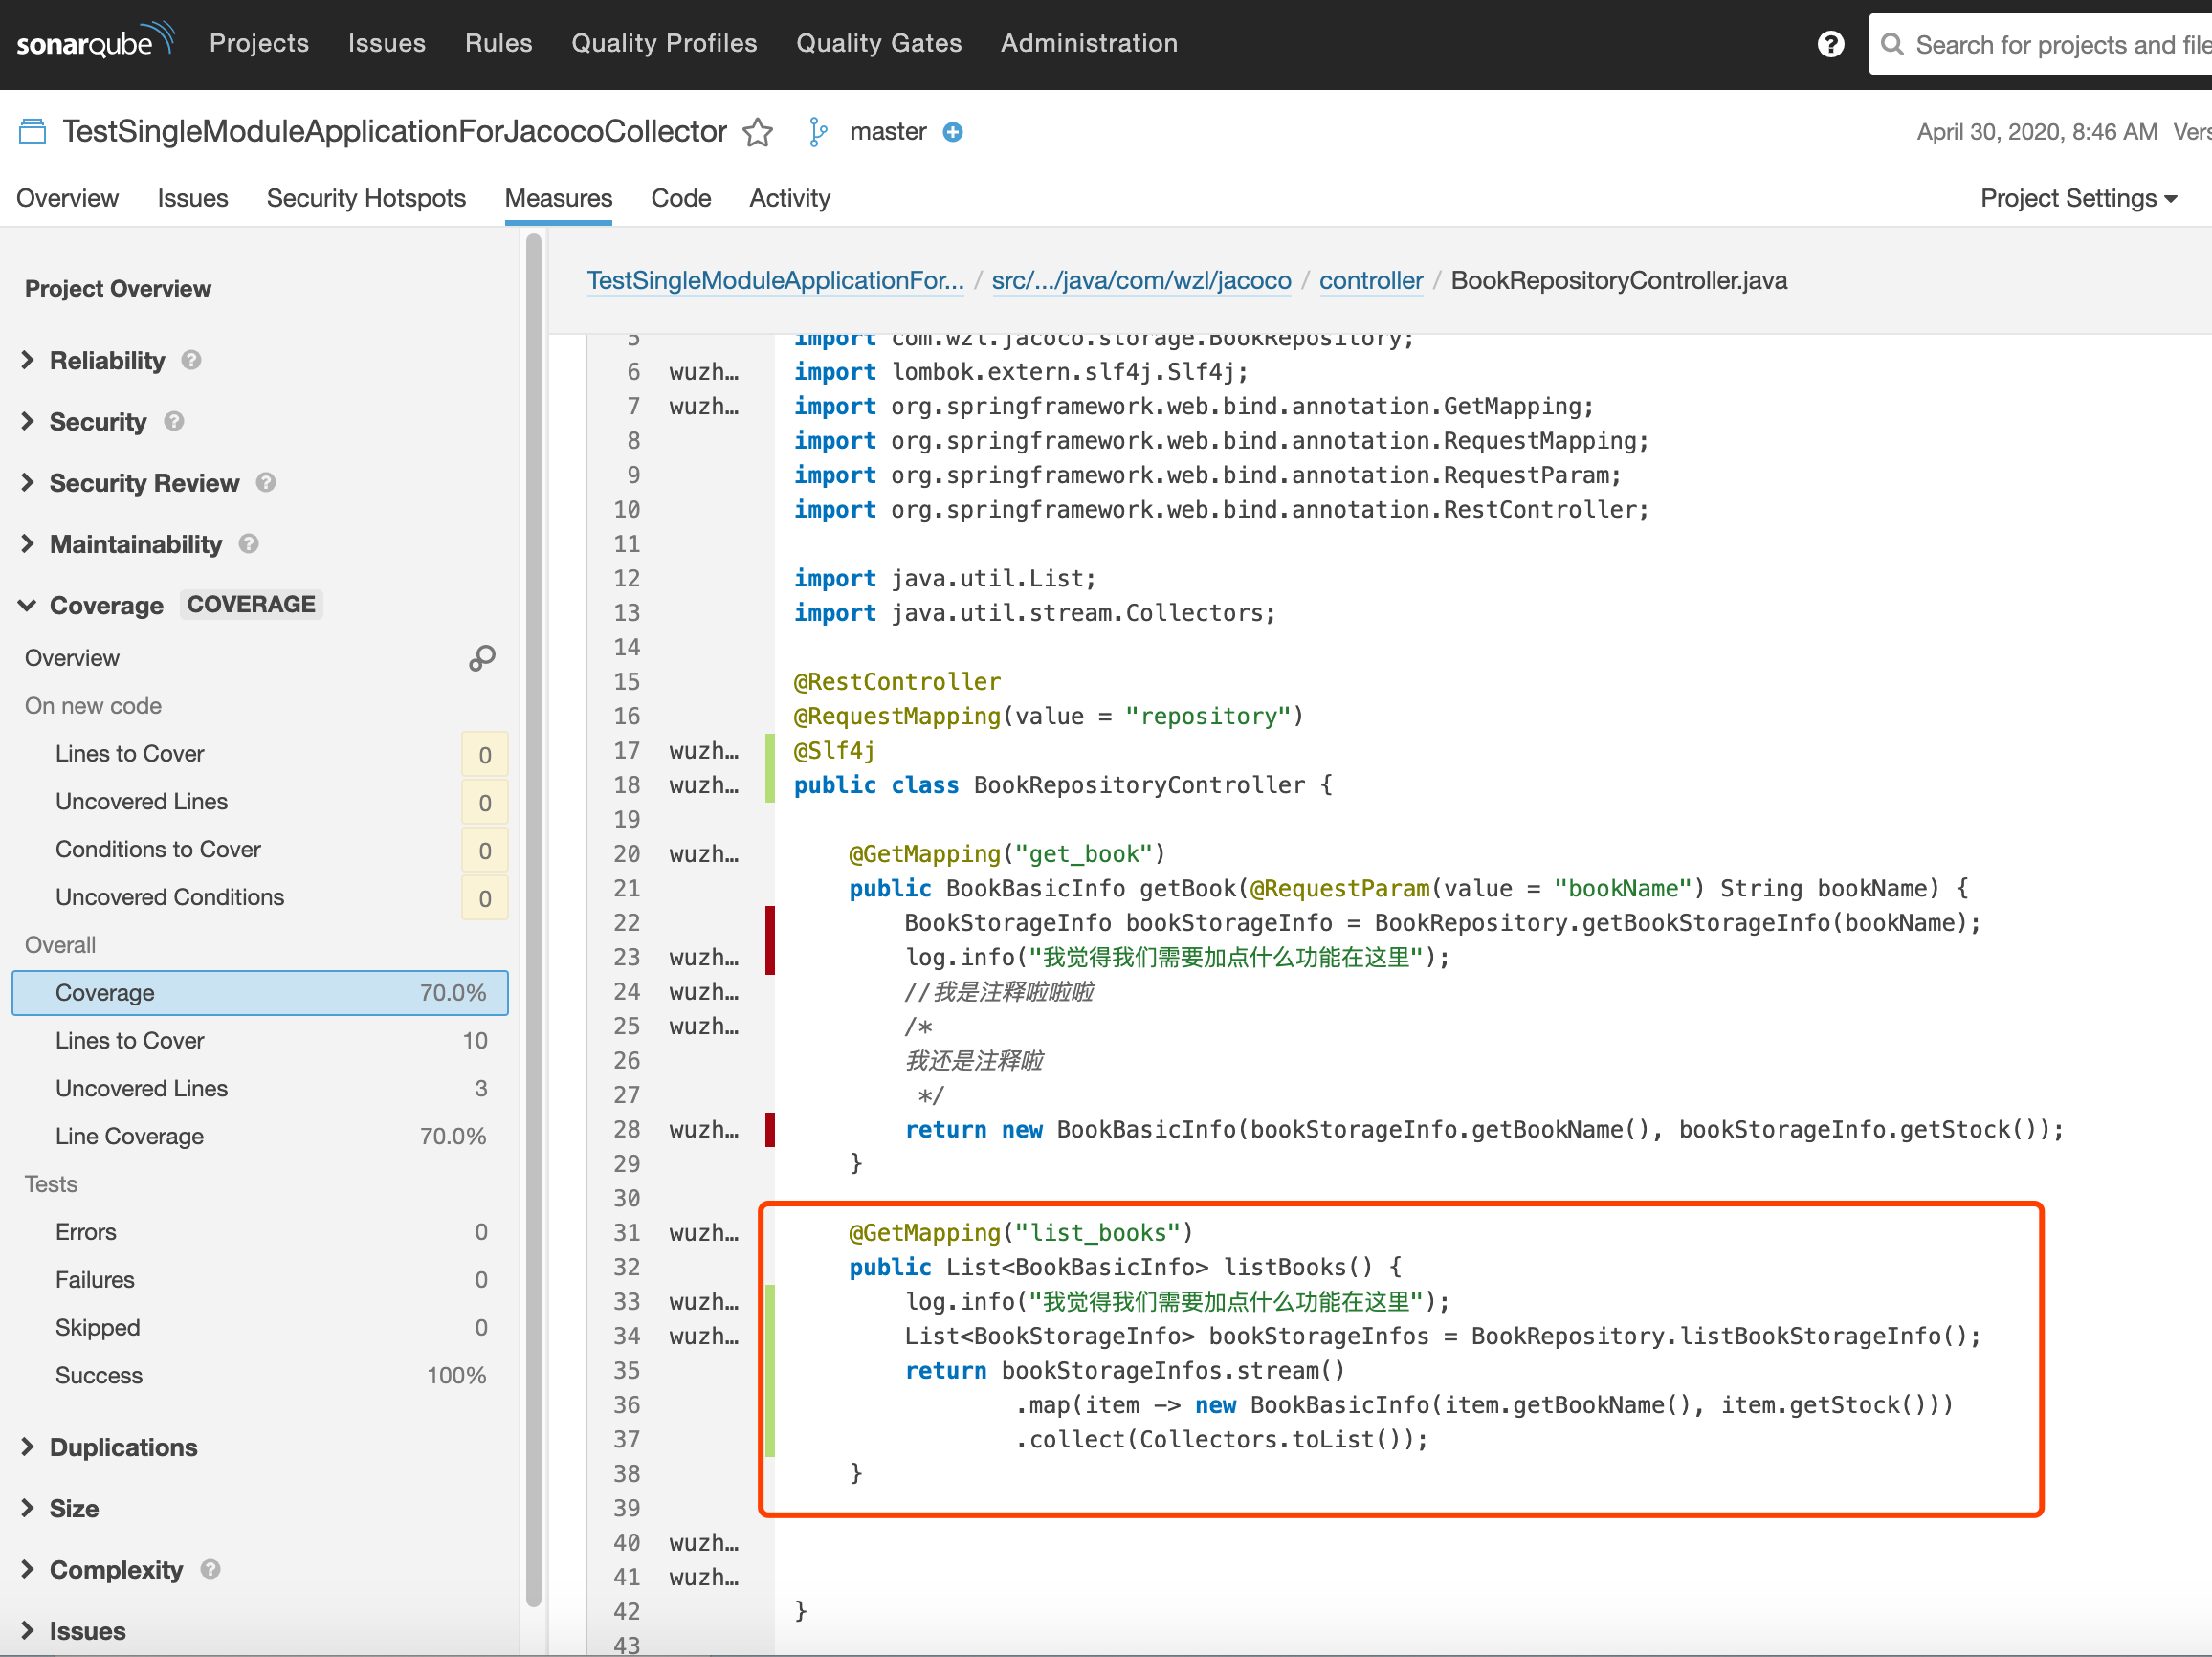 sonarqube Projects Issues Rules Quality Profiles Quality Gates Administration Search for projects and file
TestSingleModuleApplicationForJacocoCollector master April 30, 2020, 8:46 AM Vers
Overview Issues Security Hotspots Measures Code Activity Project Settings
Project Overview
Reliability
Security
Security Review
Maintainability
Coverage COVERAGE
Overview
On new code
Lines to Cover 0
Uncovered Lines 0
Conditions to Cover 0
Uncovered Conditions 0
Overall
Coverage 70.0%
Lines to Cover 10
Uncovered Lines 3
Line Coverage 70.0%
Tests
Errors 0
Failures 0
Skipped 0
Success 100%
Duplications
Size
Complexity
Issues
TestSingleModuleApplicationFor... / src/.../java/com/wzl/jacoco / controller / BookRepositoryController.java
5 import com.wzl.jacoco.storage.BookRepository;
6 wuzh… import lombok.extern.slf4j.Slf4j;
7 wuzh… import org.springframework.web.bind.annotation.GetMapping;
8 import org.springframework.web.bind.annotation.RequestMapping;
9 import org.springframework.web.bind.annotation.RequestParam;
10 import org.springframework.web.bind.annotation.RestController;
11
12 import java.util.List;
13 import java.util.stream.Collectors;
14
15 @RestController
16 @RequestMapping(value = "repository")
17 wuzh… @Slf4j
18 wuzh… public class BookRepositoryController {
19
20 wuzh… @GetMapping("get_book")
21 public BookBasicInfo getBook(@RequestParam(value = "bookName") String bookName) {
22 BookStorageInfo bookStorageInfo = BookRepository.getBookStorageInfo(bookName);
23 wuzh… log.info("我觉得我们需要加点什么功能在这里");
24 wuzh… //我是注释啦啦啦
25 wuzh… /*
26 我还是注释啦
27 */
28 wuzh… return new BookBasicInfo(bookStorageInfo.getBookName(), bookStorageInfo.getStock());
29 }
30
31 wuzh… @GetMapping("list_books")
32 public List<BookBasicInfo> listBooks() {
33 wuzh… log.info("我觉得我们需要加点什么功能在这里");
34 wuzh… List<BookStorageInfo> bookStorageInfos = BookRepository.listBookStorageInfo();
35 return bookStorageInfos.stream()
36 .map(item -> new BookBasicInfo(item.getBookName(), item.getStock()))
37 .collect(Collectors.toList());
38 }
39
40 wuzh…
41 wuzh…
42 }
43